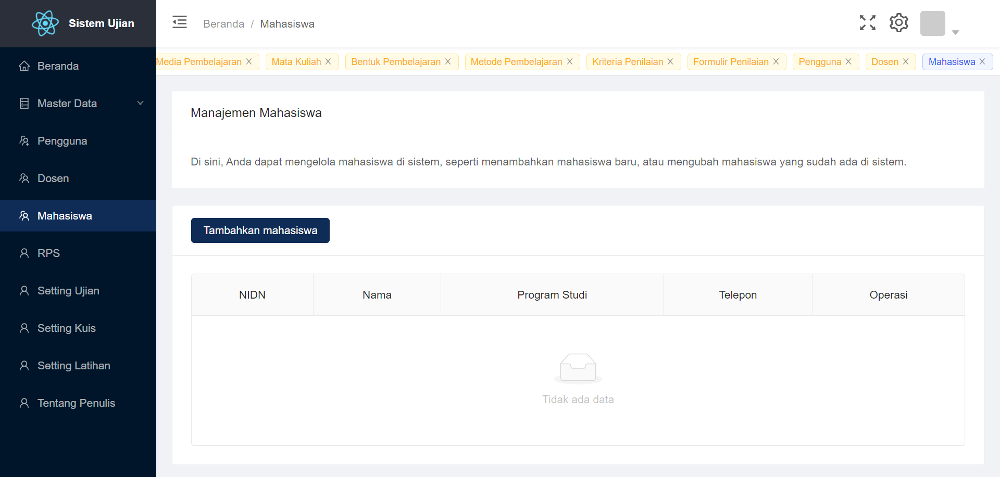 Sistem Ujian
Beranda
Master Data
Pengguna
Dosen
Mahasiswa
RPS
Setting Ujian
Setting Kuis
Setting Latihan
Tentang Penulis
Beranda / Mahasiswa
Media Pembelajaran Mata Kuliah Bentuk Pembelajaran Metode Pembelajaran Kriteria Penilaian Formulir Penilaian Pengguna Dosen Mahasiswa
Manajemen Mahasiswa
Di sini, Anda dapat mengelola mahasiswa di sistem, seperti menambahkan mahasiswa baru, atau mengubah mahasiswa yang sudah ada di sistem.
Tambahkan mahasiswa
NIDN Nama Program Studi Telepon Operasi
Tidak ada data